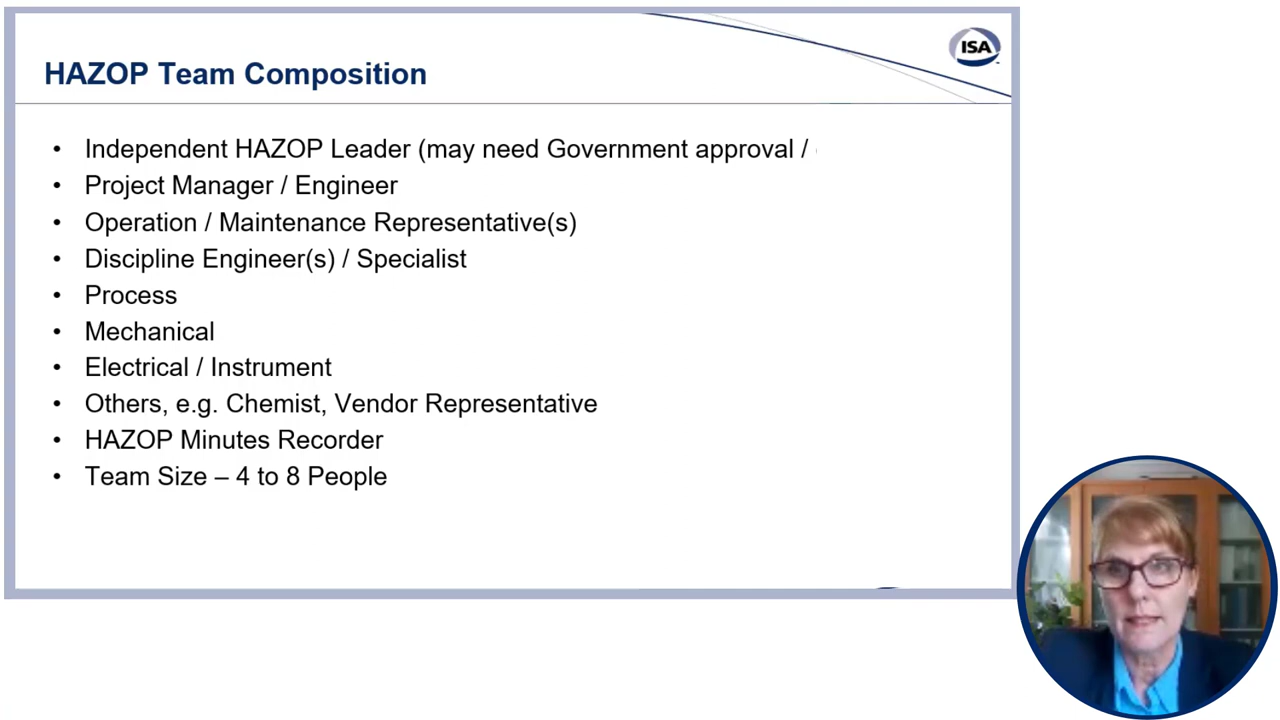 ISA
HAZOP Team Composition
• Independent HAZOP Leader (may need Government approval /
• Project Manager / Engineer
• Operation / Maintenance Representative(s)
• Discipline Engineer(s) / Specialist
• Process
• Mechanical
• Electrical / Instrument
• Others, e.g. Chemist, Vendor Representative
• HAZOP Minutes Recorder
• Team Size – 4 to 8 People